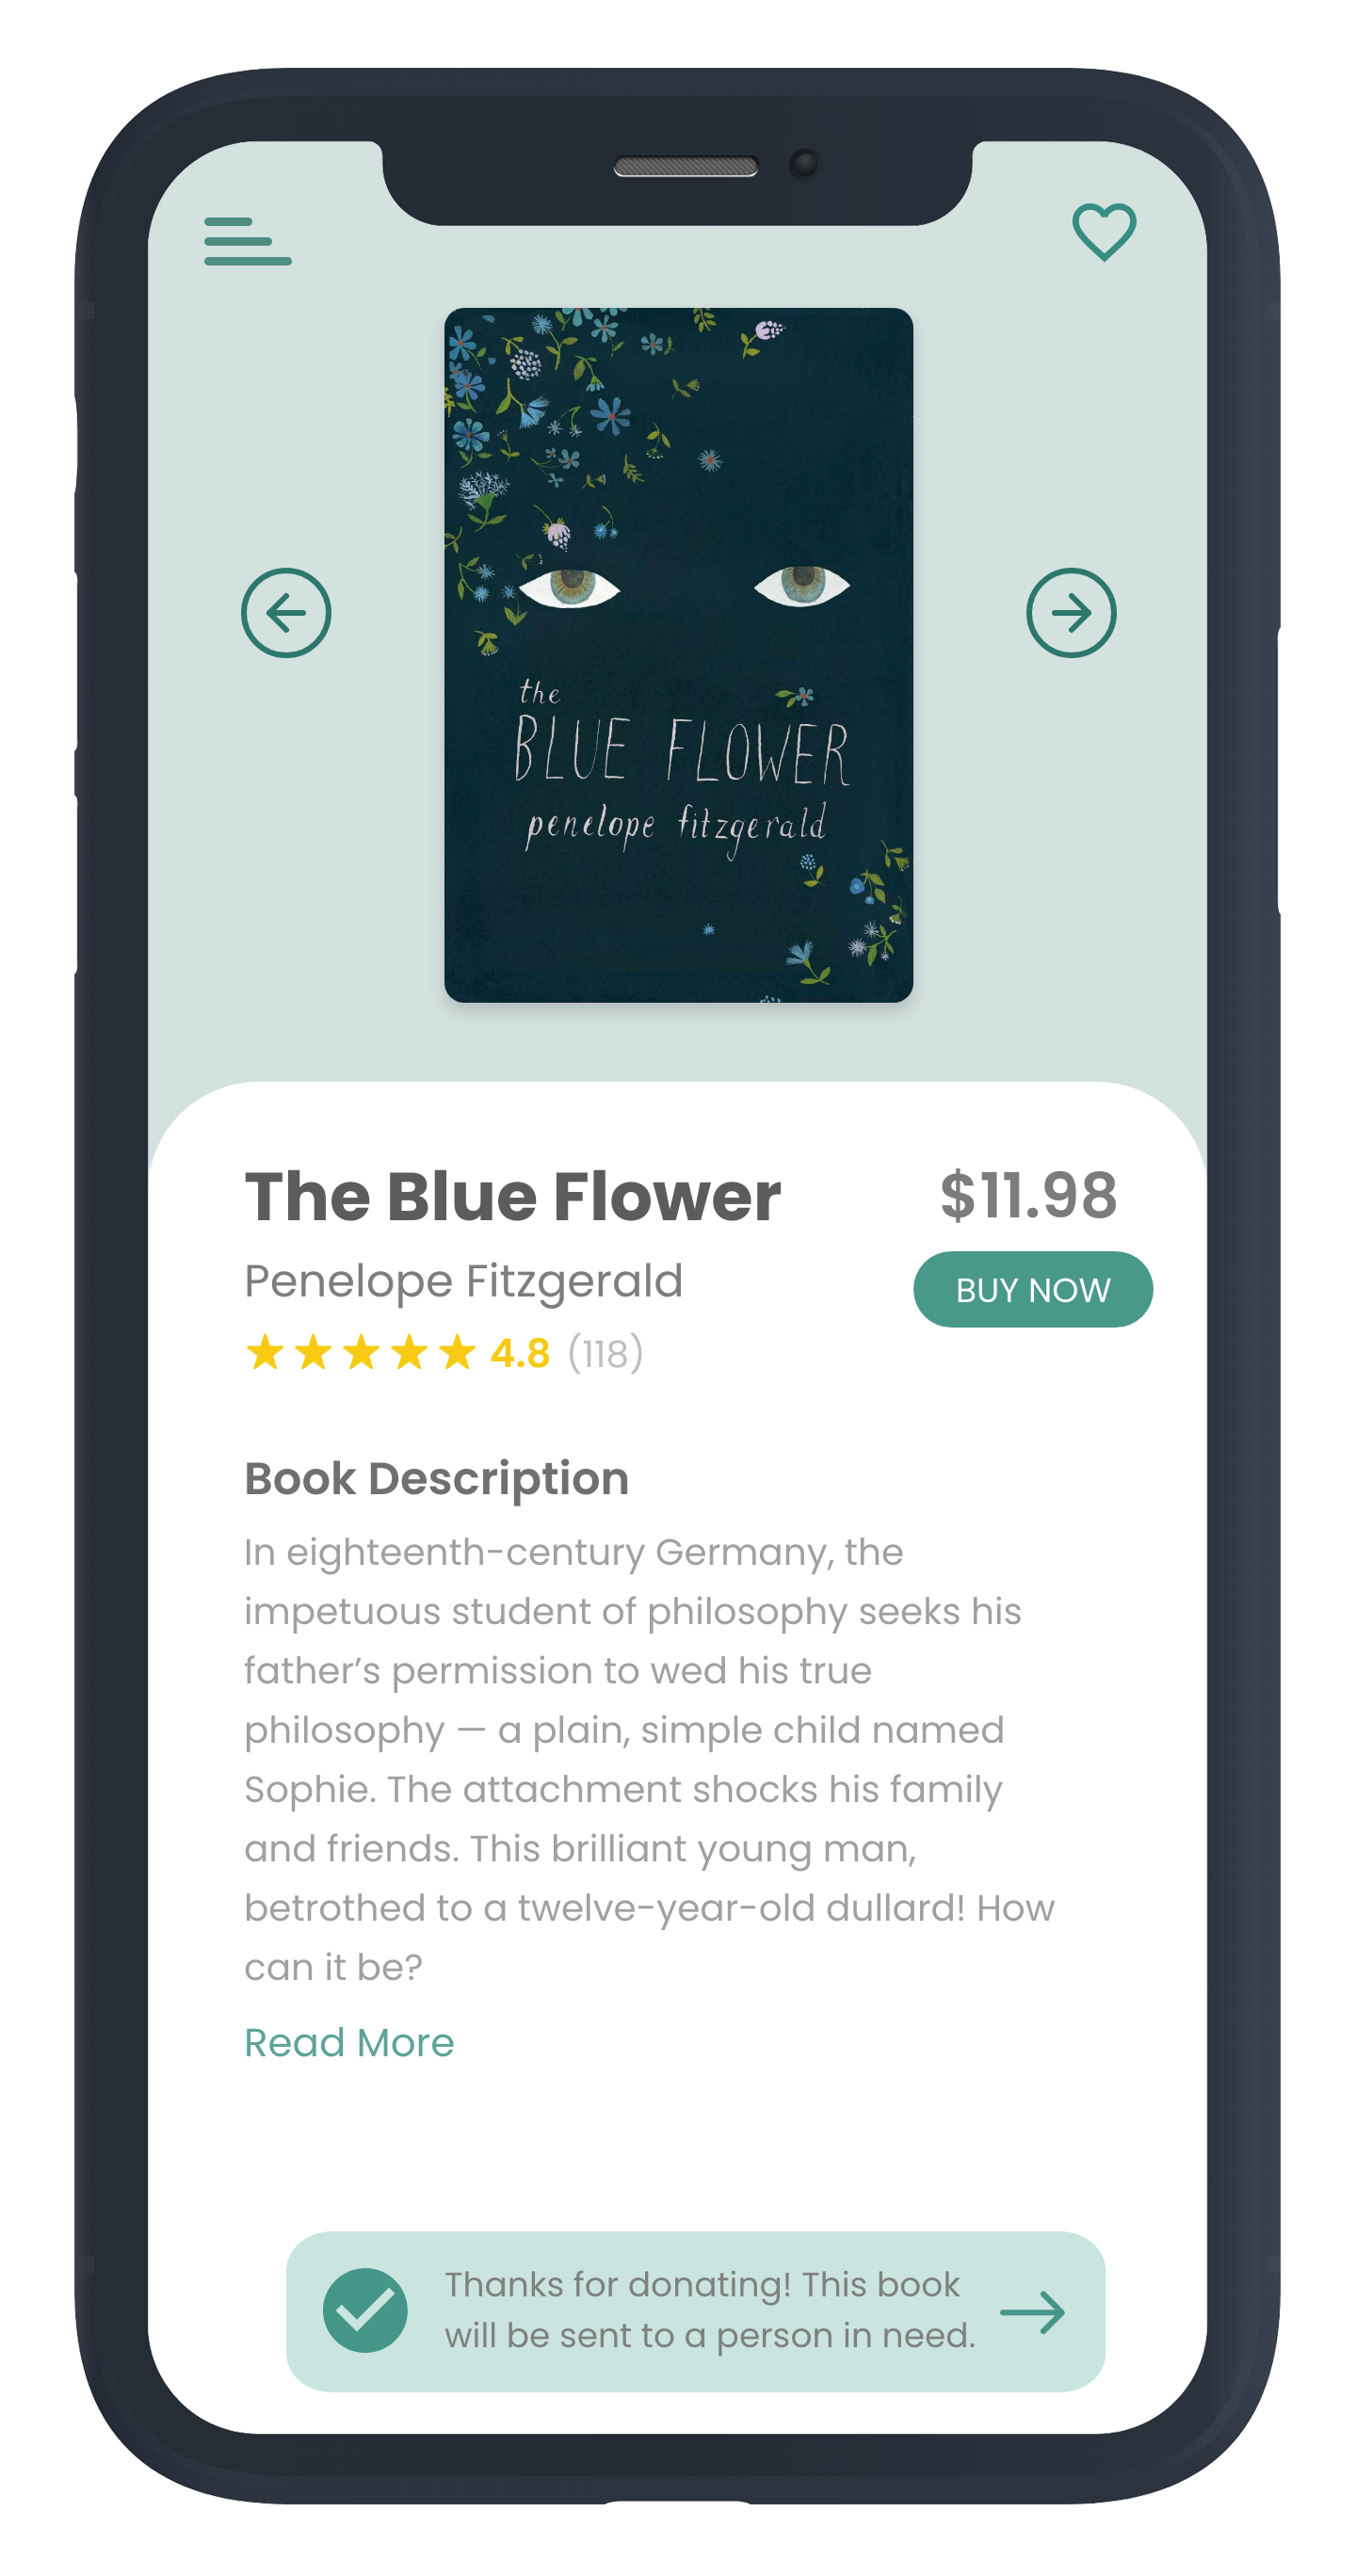 the
BLUE FLOWER
penelope fitzgerald
The Blue Flower
$11.98
Penelope Fitzgerald
BUY NOW
4.8 (118)
Book Description
In eighteenth-century Germany, the
impetuous student of philosophy seeks his
father’s permission to wed his true
philosophy — a plain, simple child named
Sophie. The attachment shocks his family
and friends. This brilliant young man,
betrothed to a twelve-year-old dullard! How
can it be?
Read More
Thanks for donating! This book
will be sent to a person in need.